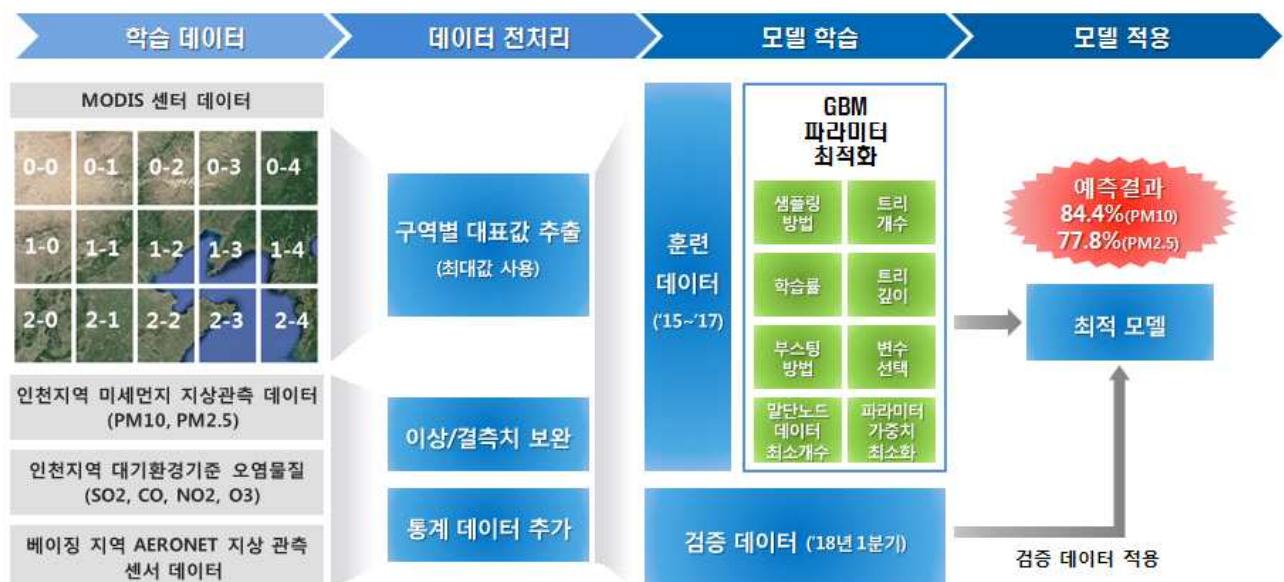 학습 데이터
데이터 전처리
모델 학습
모델 적용
MODIS 센터 데이터
0-0 0-1 0-2 0-3 0-4
1-0 1-1 1-2 1-3 1-4
2-0 2-1 2-2 2-3 2-4
인천지역 미세먼지 지상관측 데이터
(PM10, PM2.5)
인천지역 대기환경기준 오염물질
(SO2, CO, NO2, O3)
베이징 지역 AERONET 지상 관측
센서 데이터
구역별 대표값 추출
(최대값 사용)
이상/결측치 보완
통계 데이터 추가
훈련
데이터
('15~'17)
GBM
파라미터
최적화
샘플링
방법
트리
개수
학습률
트리
깊이
부스팅
방법
변수
선택
말단노드
데이터
최소개수
파라미터
가중치
최소화
검증 데이터 ('18년 1분기)
예측결과
84.4%(PM10)
77.8%(PM2.5)
최적 모델
검증 데이터 적용